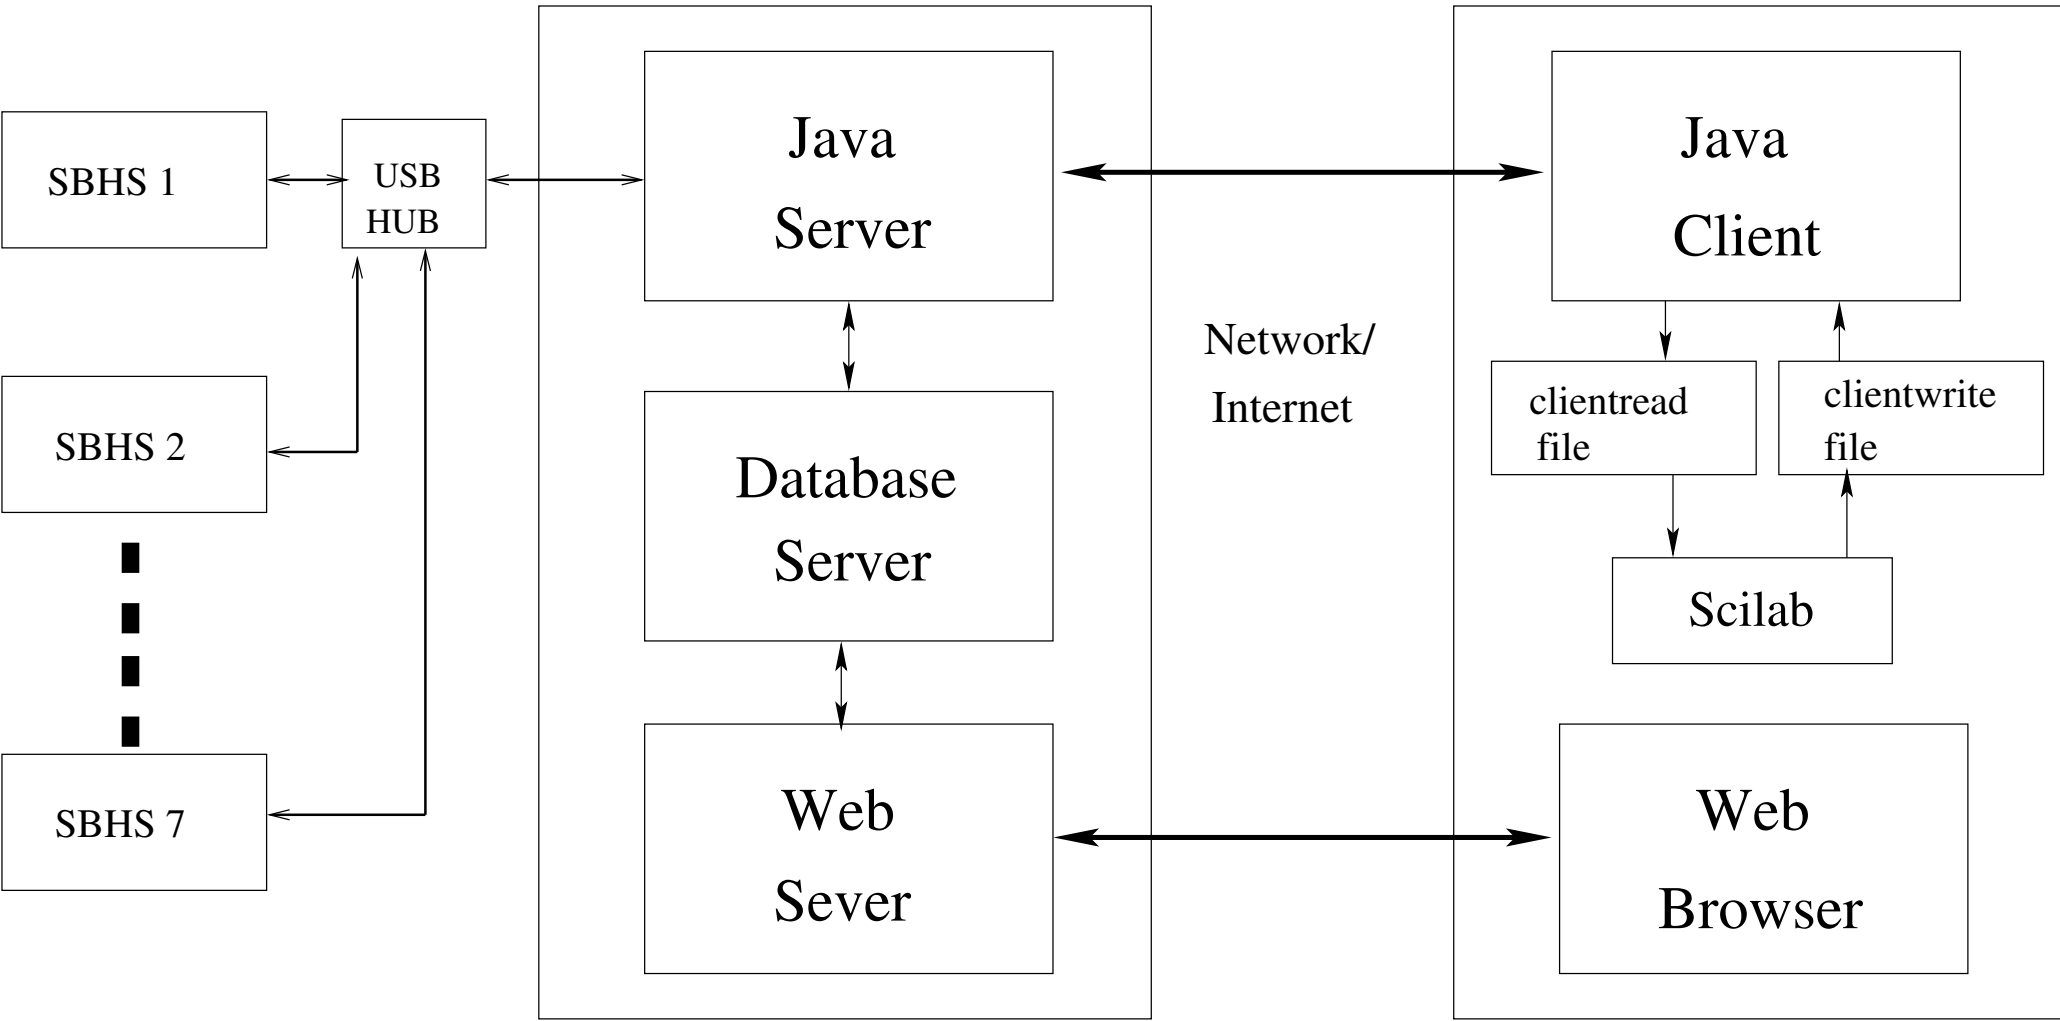 SBHS 1
USB
HUB
SBHS 2
SBHS 7
Java
Server
Database
Server
Web
Sever
Network/
Internet
Java
Client
clientread
file
clientwrite
file
Scilab
Web
Browser